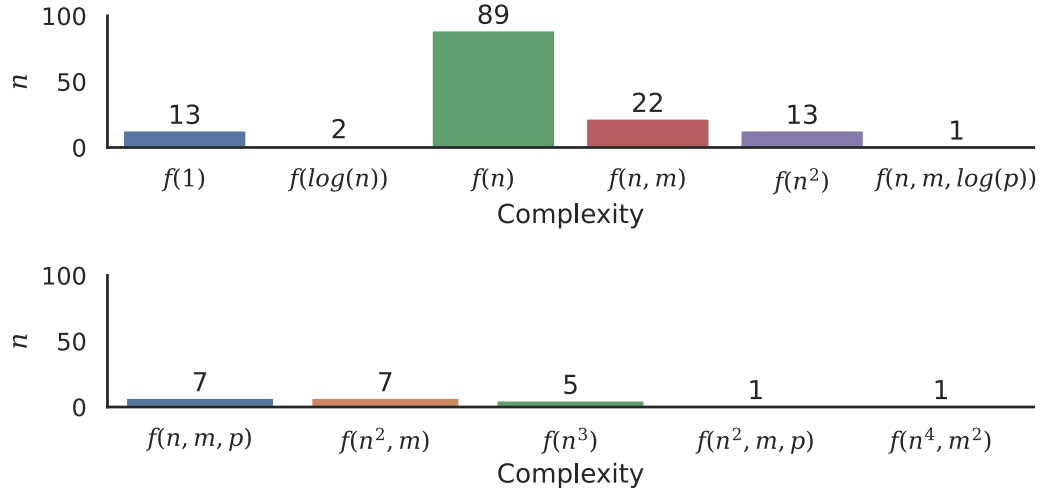 100
89
n
50
13
2
22
13
1
0
f(1) f(log(n)) f(n) f(n, m) f(n²) f(n, m, log(p))
Complexity
100
n
50
7
7
5
1
1
0
f(n, m, p) f(n², m) f(n³) f(n², m, p) f(n⁴, m²)
Complexity